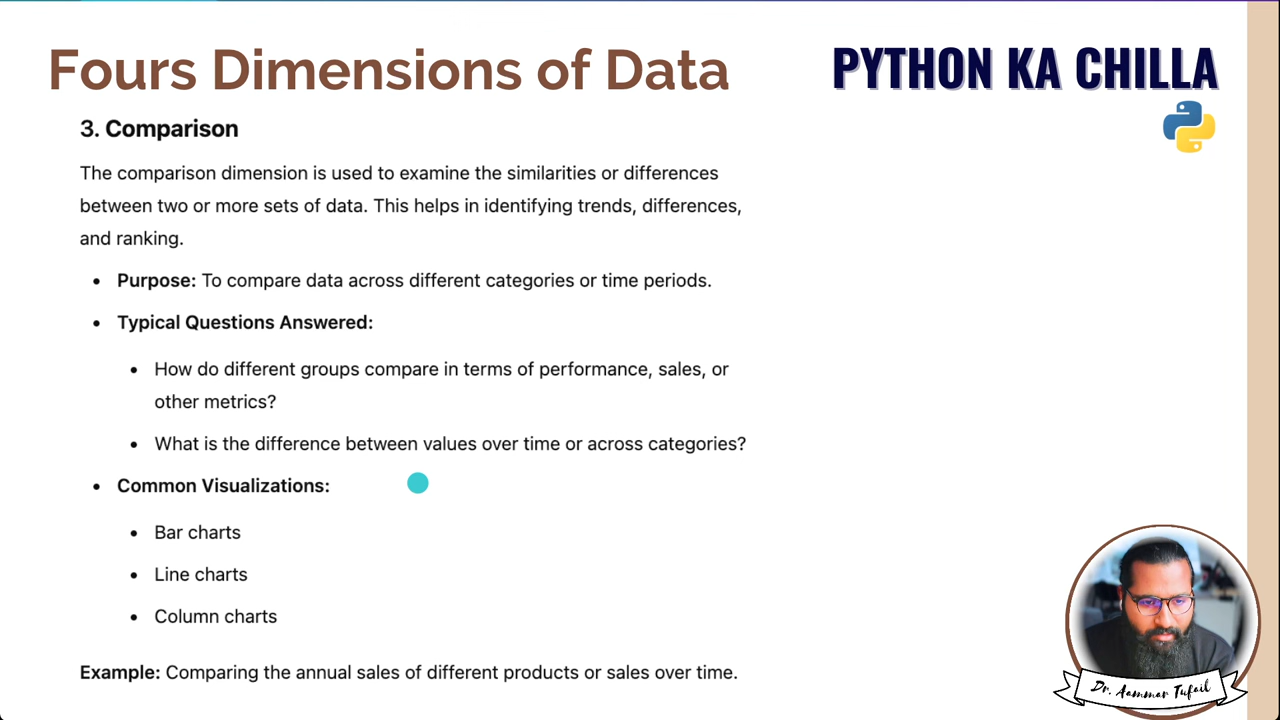 Fours Dimensions of Data
PYTHON KA CHILLA
3. Comparison
The comparison dimension is used to examine the similarities or differences
between two or more sets of data. This helps in identifying trends, differences,
and ranking.
• Purpose: To compare data across different categories or time periods.
• Typical Questions Answered:
• How do different groups compare in terms of performance, sales, or
other metrics?
• What is the difference between values over time or across categories?
• Common Visualizations:
• Bar charts
• Line charts
• Column charts
Example: Comparing the annual sales of different products or sales over time.
Dr. Aammar Tufail